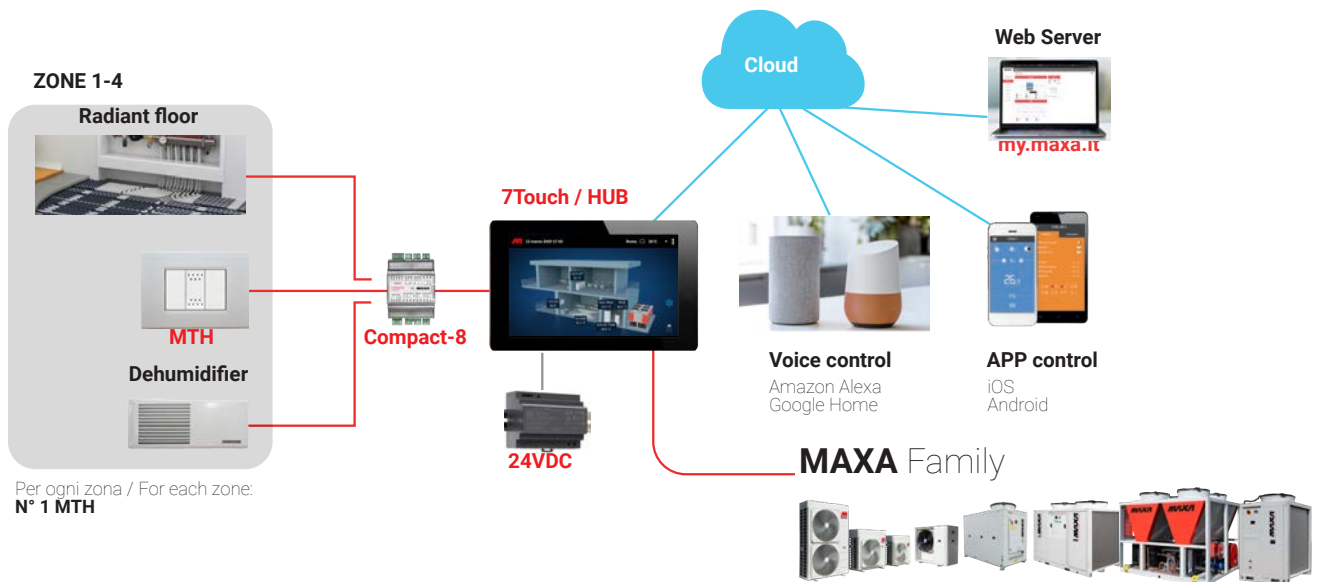 ZONE 1-4
Radiant floor
MTH
Dehumidifier
Per ogni zona / For each zone:
N° 1 MTH
Compact-8
7Touch / HUB
24VDC
Cloud
Web Server
my.maxa.it
Voice control
Amazon Alexa
Google Home
APP control
iOS
Android
MAXA Family
MAXA
MAXA